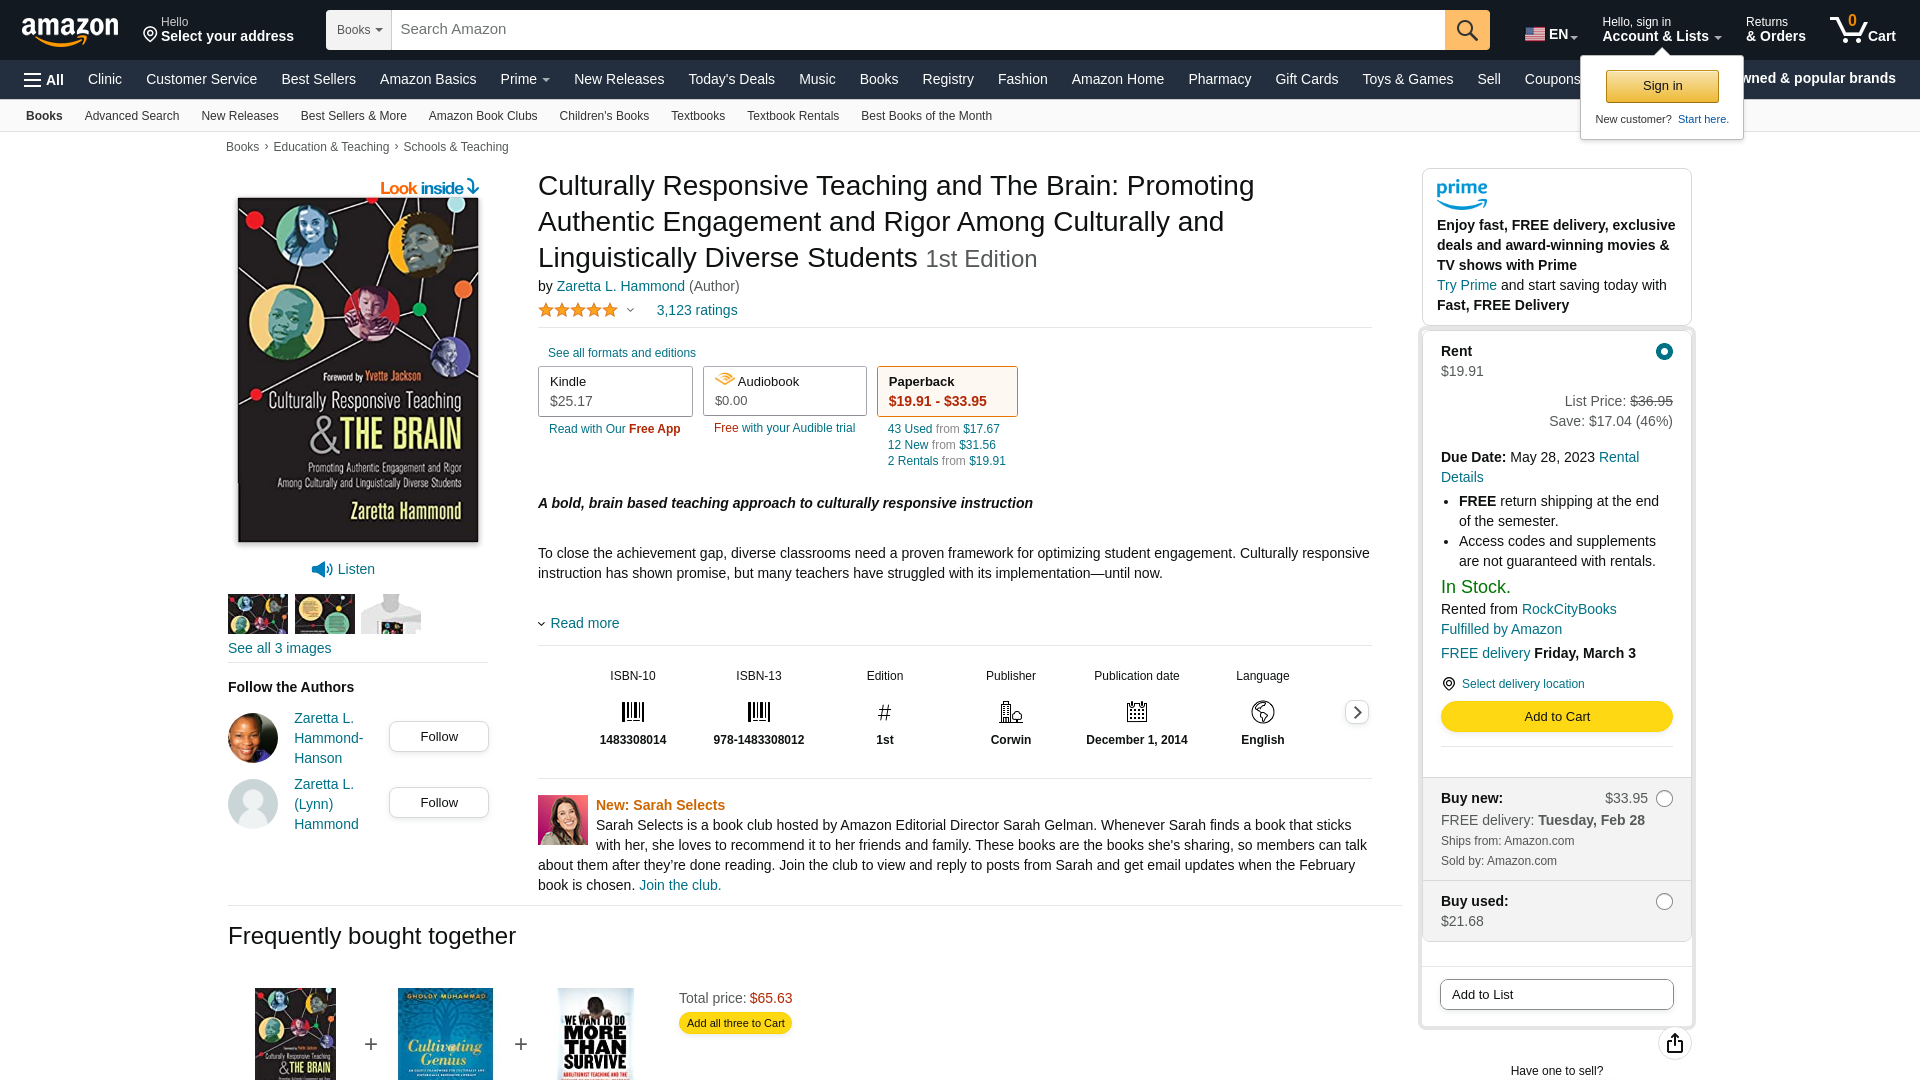 amazon
Hello
Select your address
Books
Search Amazon
EN
Hello, sign in
Account & Lists
Returns
& Orders
0
Cart
All
Clinic
Customer Service
Best Sellers
Amazon Basics
Prime
New Releases
Today's Deals
Music
Books
Registry
Fashion
Amazon Home
Pharmacy
Gift Cards
Toys & Games
Sell
Coupons
wned & popular brands
Sign in
New customer? Start here.
Books
Advanced Search
New Releases
Best Sellers & More
Amazon Book Clubs
Children's Books
Textbooks
Textbook Rentals
Best Books of the Month
Books › Education & Teaching › Schools & Teaching
Look inside
Foreword by Yvette Jackson
Culturally Responsive Teaching
& THE BRAIN
Promoting Authentic Engagement and Rigor
Among Culturally and Linguistically Diverse Students
Zaretta Hammond
Listen
See all 3 images
Follow the Authors
Zaretta L.
Hammond-
Hanson
Follow
Zaretta L.
(Lynn)
Hammond
Follow
Culturally Responsive Teaching and The Brain: Promoting
Authentic Engagement and Rigor Among Culturally and
Linguistically Diverse Students 1st Edition
by Zaretta L. Hammond (Author)
3,123 ratings
See all formats and editions
Kindle
$25.17
Read with Our Free App
Audiobook
$0.00
Free with your Audible trial
Paperback
$19.91 - $33.95
43 Used from $17.67
12 New from $31.56
2 Rentals from $19.91
A bold, brain based teaching approach to culturally responsive instruction
To close the achievement gap, diverse classrooms need a proven framework for optimizing student engagement. Culturally responsive
instruction has shown promise, but many teachers have struggled with its implementation—until now.
Read more
ISBN-10
1483308014
ISBN-13
978-1483308012
Edition
#
1st
Publisher
Corwin
Publication date
December 1, 2014
Language
English
New: Sarah Selects
Sarah Selects is a book club hosted by Amazon Editorial Director Sarah Gelman. Whenever Sarah finds a book that sticks
with her, she loves to recommend it to her friends and family. These books are the books she's sharing, so members can talk
about them after they're done reading. Join the club to view and reply to posts from Sarah and get email updates when the February
book is chosen. Join the club.
prime
Enjoy fast, FREE delivery, exclusive
deals and award-winning movies &
TV shows with Prime
Try Prime and start saving today with
Fast, FREE Delivery
Rent
$19.91
List Price: $36.95
Save: $17.04 (46%)
Due Date: May 28, 2023 Rental
Details
• FREE return shipping at the end
of the semester.
• Access codes and supplements
are not guaranteed with rentals.
In Stock.
Rented from RockCityBooks
Fulfilled by Amazon
FREE delivery Friday, March 3
Select delivery location
Add to Cart
Buy new:
$33.95
FREE delivery: Tuesday, Feb 28
Ships from: Amazon.com
Sold by: Amazon.com
Buy used:
$21.68
Add to List
Have one to sell?
Frequently bought together
Culturally Responsive Teaching
& THE BRAIN
+
GHOLDY MUHAMMAD
Cultivating
Genius
+
WE WANT TO DO
MORE
THAN
SURVIVE
ABOLITIONIST TEACHING AND THE
Total price: $65.63
Add all three to Cart